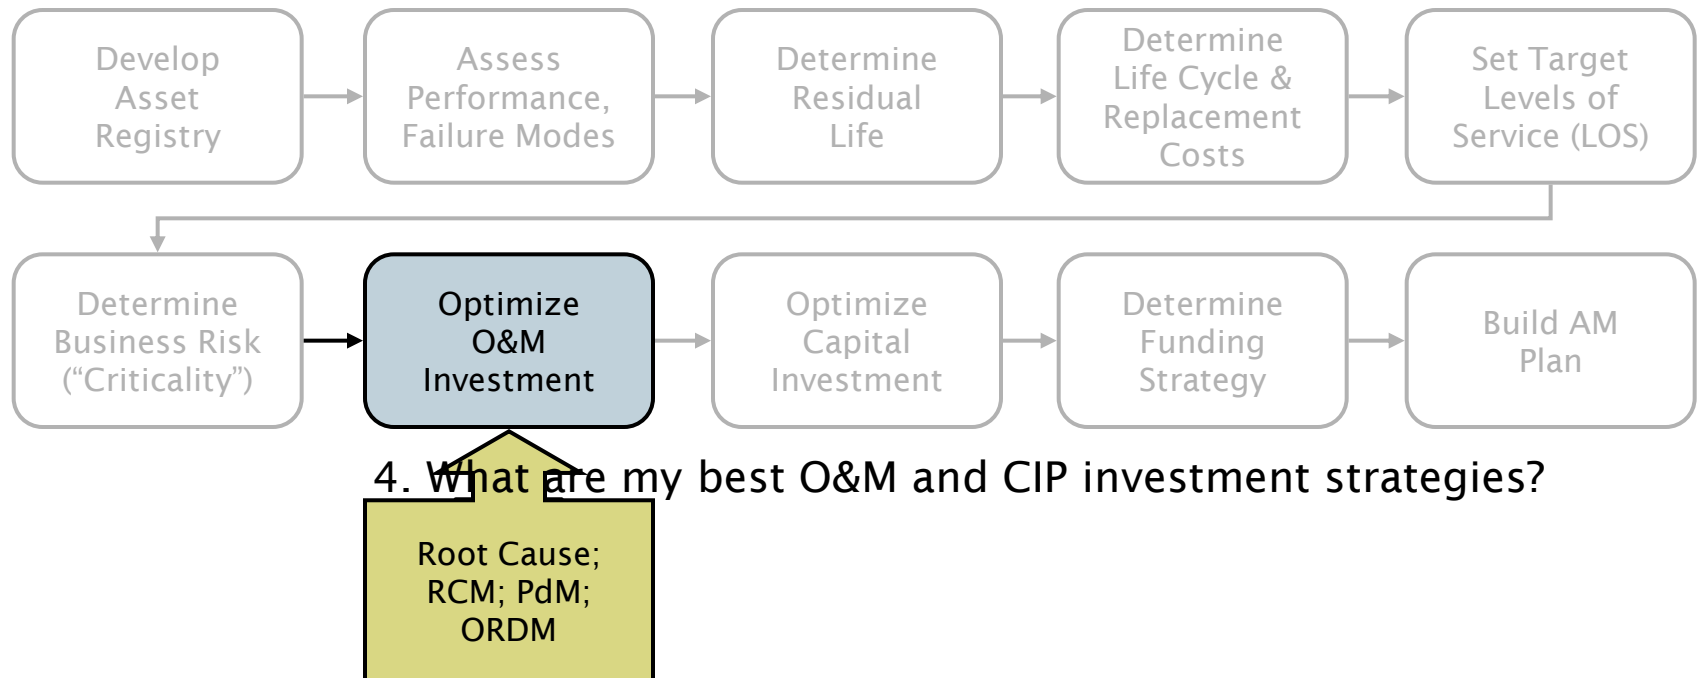 Develop
Asset
Registry
Assess
Performance,
Failure Modes
Determine
Residual
Life
Determine
Life Cycle &
Replacement
Costs
Set Target
Levels of
Service (LOS)
Determine
Business Risk
(“Criticality”)
Optimize
O&M
Investment
Optimize
Capital
Investment
Determine
Funding
Strategy
Build AM
Plan
4. What are my best O&M and CIP investment strategies?
Root Cause;
RCM; PdM;
ORDM